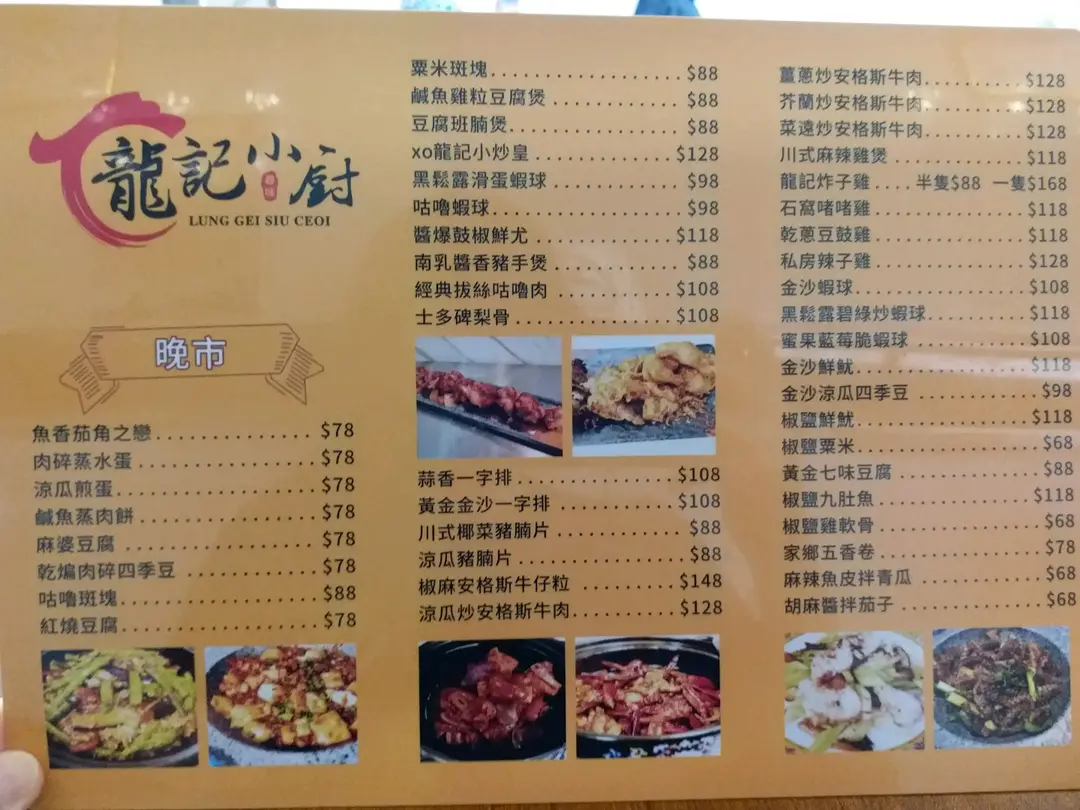 龍記小廚
LUNG GEI SIU CEOI
晚市
魚香茄角之戀 $78
肉碎蒸水蛋 $78
涼瓜煎蛋 $78
鹹魚蒸肉餅 $78
麻婆豆腐 $78
乾煸肉碎四季豆 $78
咕嚕斑塊 $88
紅燒豆腐 $78
粟米斑塊 $88
鹹魚雞粒豆腐煲 $88
豆腐班腩煲 $88
xo龍記小炒皇 $128
黑鬆露滑蛋蝦球 $98
咕嚕蝦球 $98
醬爆鼓椒鮮尤 $118
南乳醬香豬手煲 $88
經典拔絲咕嚕肉 $108
士多碑梨骨 $108
蒜香一字排 $108
黃金金沙一字排 $108
川式椰菜豬腩片 $88
涼瓜豬腩片 $88
椒麻安格斯牛仔粒 $148
涼瓜炒安格斯牛肉 $128
薑蔥炒安格斯牛肉 $128
芥蘭炒安格斯牛肉 $128
菜遠炒安格斯牛肉 $128
川式麻辣雞煲 $118
龍記炸子雞 半隻$88 一隻$168
石窩啫啫雞 $118
乾蔥豆鼓雞 $118
私房辣子雞 $128
金沙蝦球 $108
黑鬆露碧綠炒蝦球 $118
蜜果藍莓脆蝦球 $108
金沙鮮魷 $118
金沙涼瓜四季豆 $98
椒鹽鮮魷 $118
椒鹽粟米 $68
黃金七味豆腐 $88
椒鹽九肚魚 $118
椒鹽雞軟骨 $68
家鄉五香卷 $78
麻辣魚皮拌青瓜 $68
胡麻醬拌茄子 $68